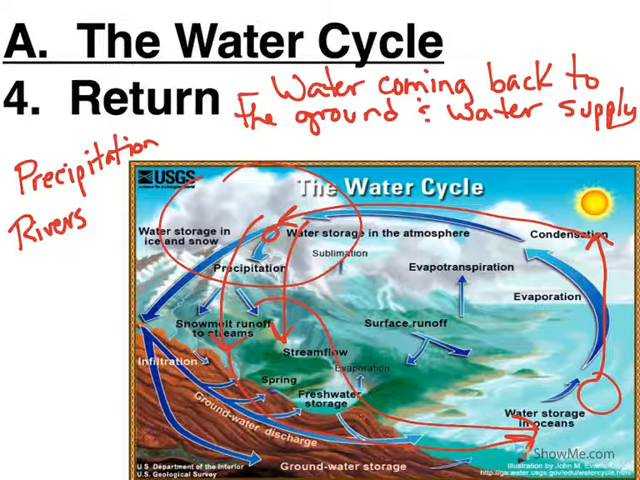 A. The Water Cycle
4. Return
Water coming back to
the ground & water supply
Precipitation
Rivers
USGS
The Water Cycle
Water storage in
ice and snow
Water storage in the atmosphere
Condensation
Sublimation
Precipitation
Evapotranspiration
Evaporation
Snowmelt runoff
to streams
Surface runoff
Streamflow
Infiltration
Evaporation
Spring
Freshwater
storage
Ground-water discharge
Water storage
in oceans
Ground-water storage
ShowMe.com
U.S. Department of the Interior
U.S. Geological Survey
Illustration by John M. Evans
http://ga.water.usgs.gov/edu/watercycle.html